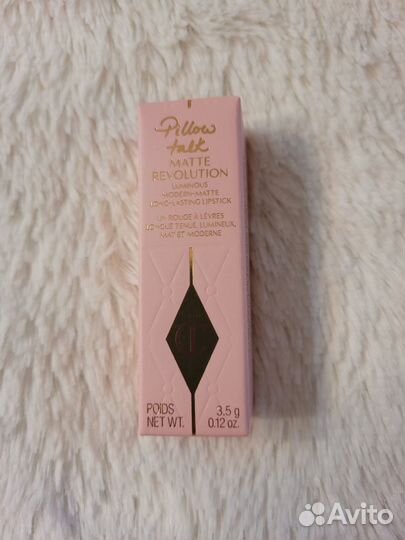 Pillow
talk
MATTE
REVOLUTION
LUMINOUS
MODERN-MATTE
LONG-LASTING LIPSTICK
UN ROUGE À LÈVRES
LONGUE TENUE, LUMINEUX,
MAT ET MODERNE
POIDS 3.5 g
NET WT. 0.12 oz.
Avito